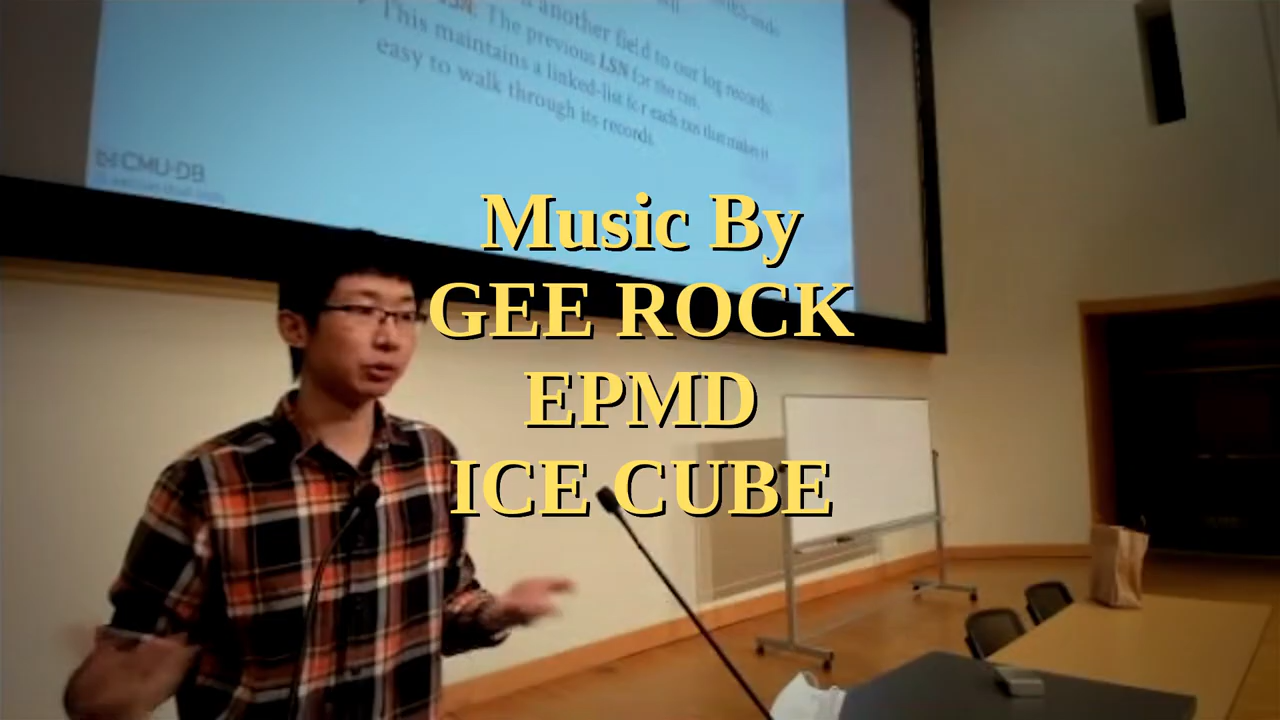 another field to our log records.
LSN. The previous LSN for the txn.
This maintains a linked-list for each txn that makes it
easy to walk through its records.
CMU·DB
Music By
GEE ROCK
EPMD
ICE CUBE